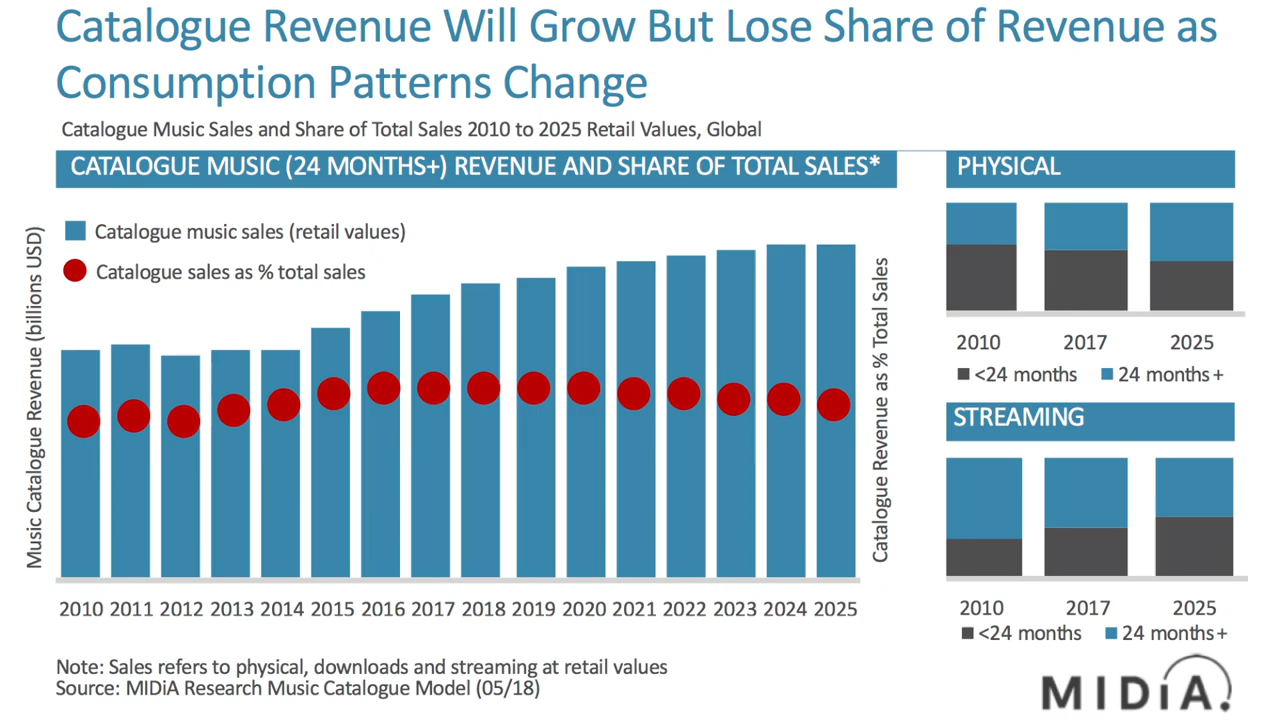 Catalogue Revenue Will Grow But Lose Share of Revenue as
Consumption Patterns Change
Catalogue Music Sales and Share of Total Sales 2010 to 2025 Retail Values, Global
CATALOGUE MUSIC (24 MONTHS+) REVENUE AND SHARE OF TOTAL SALES*
Music Catalogue Revenue (billions USD)
Catalogue music sales (retail values)
Catalogue sales as % total sales
Catalogue Revenue as % Total Sales
2010 2011 2012 2013 2014 2015 2016 2017 2018 2019 2020 2021 2022 2023 2024 2025
PHYSICAL
2010 2017 2025
<24 months 24 months+
STREAMING
2010 2017 2025
<24 months 24 months+
Note: Sales refers to physical, downloads and streaming at retail values
Source: MIDiA Research Music Catalogue Model (05/18)
MIDiA.